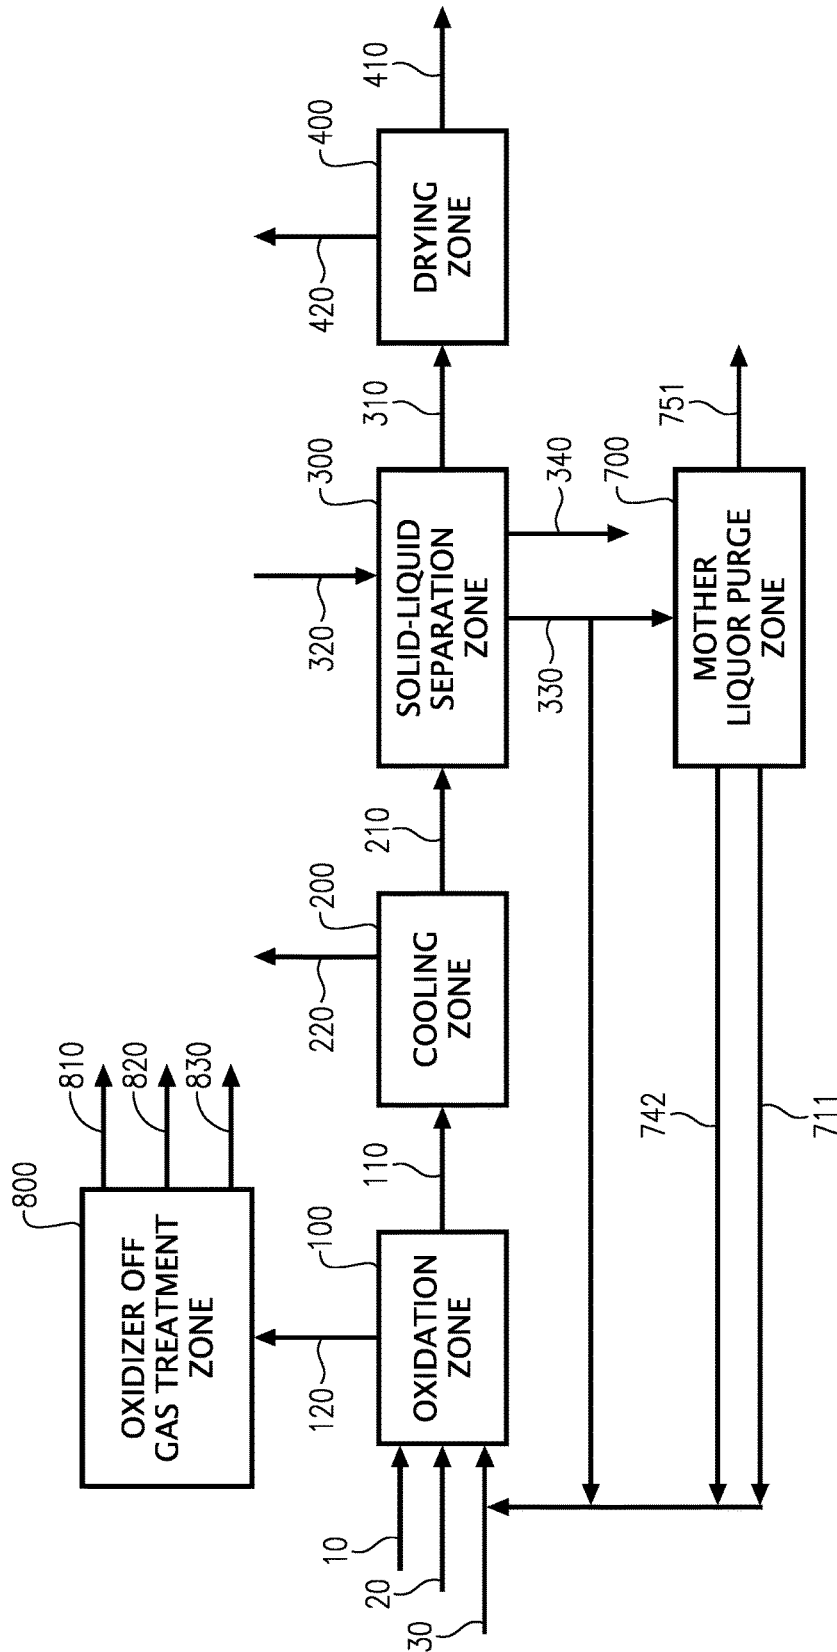 800
OXIDIZER OFF
GAS TREATMENT
ZONE
810
820
830
120
220
320
420
10
20
30
100
OXIDATION
ZONE
110
200
COOLING
ZONE
210
300
SOLID-LIQUID
SEPARATION
ZONE
310
400
DRYING
ZONE
410
330
340
700
MOTHER
LIQUOR PURGE
ZONE
751
742
711